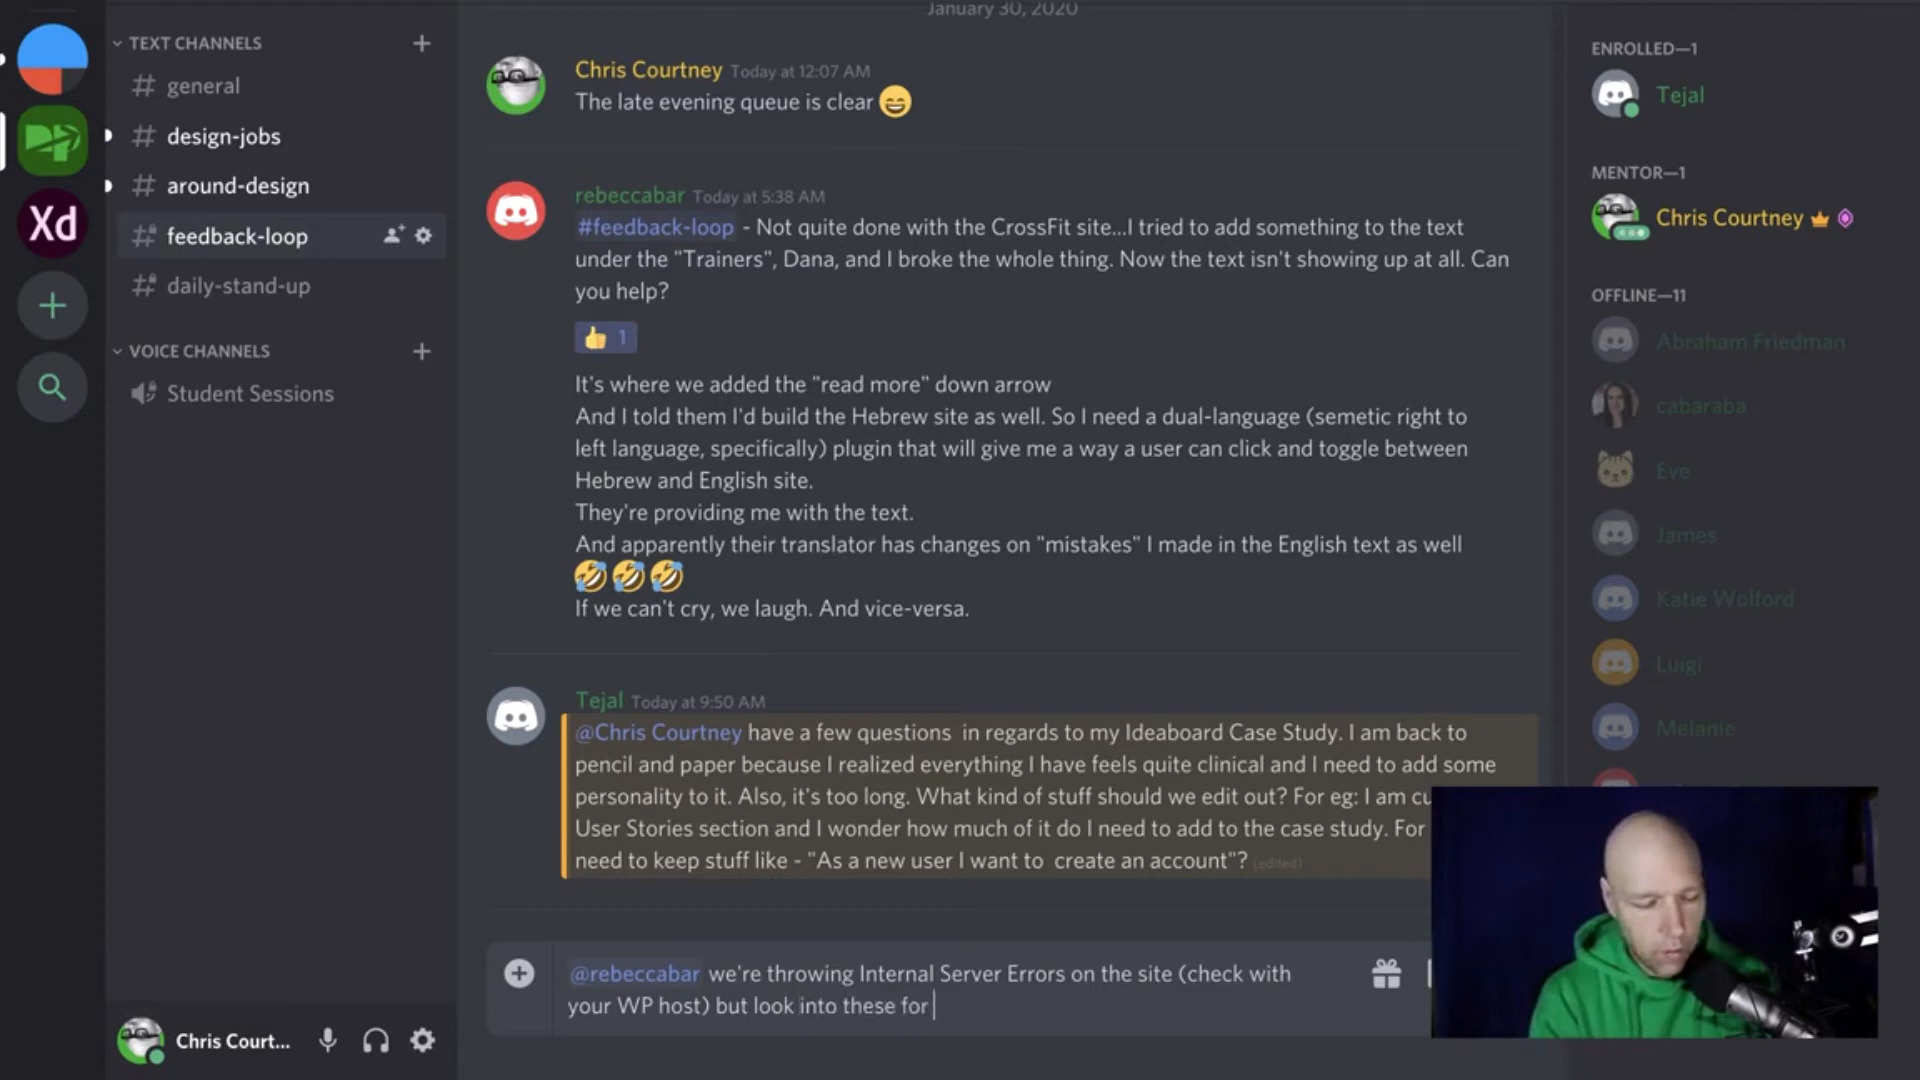 January 30, 2020
TEXT CHANNELS
general
design-jobs
around-design
feedback-loop
daily-stand-up
VOICE CHANNELS
Student Sessions
Xd
Chris Court...
Chris Courtney Today at 12:07 AM
The late evening queue is clear
rebeccabar Today at 5:38 AM
#feedback-loop - Not quite done with the CrossFit site...I tried to add something to the text
under the "Trainers", Dana, and I broke the whole thing. Now the text isn't showing up at all. Can
you help?
1
It's where we added the "read more" down arrow
And I told them I'd build the Hebrew site as well. So I need a dual-language (semetic right to
left language, specifically) plugin that will give me a way a user can click and toggle between
Hebrew and English site.
They're providing me with the text.
And apparently their translator has changes on "mistakes" I made in the English text as well
If we can't cry, we laugh. And vice-versa.
Tejal Today at 9:50 AM
@Chris Courtney have a few questions in regards to my Ideaboard Case Study. I am back to
pencil and paper because I realized everything I have feels quite clinical and I need to add some
personality to it. Also, it's too long. What kind of stuff should we edit out? For eg: I am cu
User Stories section and I wonder how much of it do I need to add to the case study. For
need to keep stuff like - "As a new user I want to create an account"? (edited)
@rebeccabar we're throwing Internal Server Errors on the site (check with
your WP host) but look into these for
ENROLLED—1
Tejal
MENTOR—1
Chris Courtney
OFFLINE—11
Abraham Friedman
cabaraba
Eve
James
Katie Wolford
Luigi
Melanie